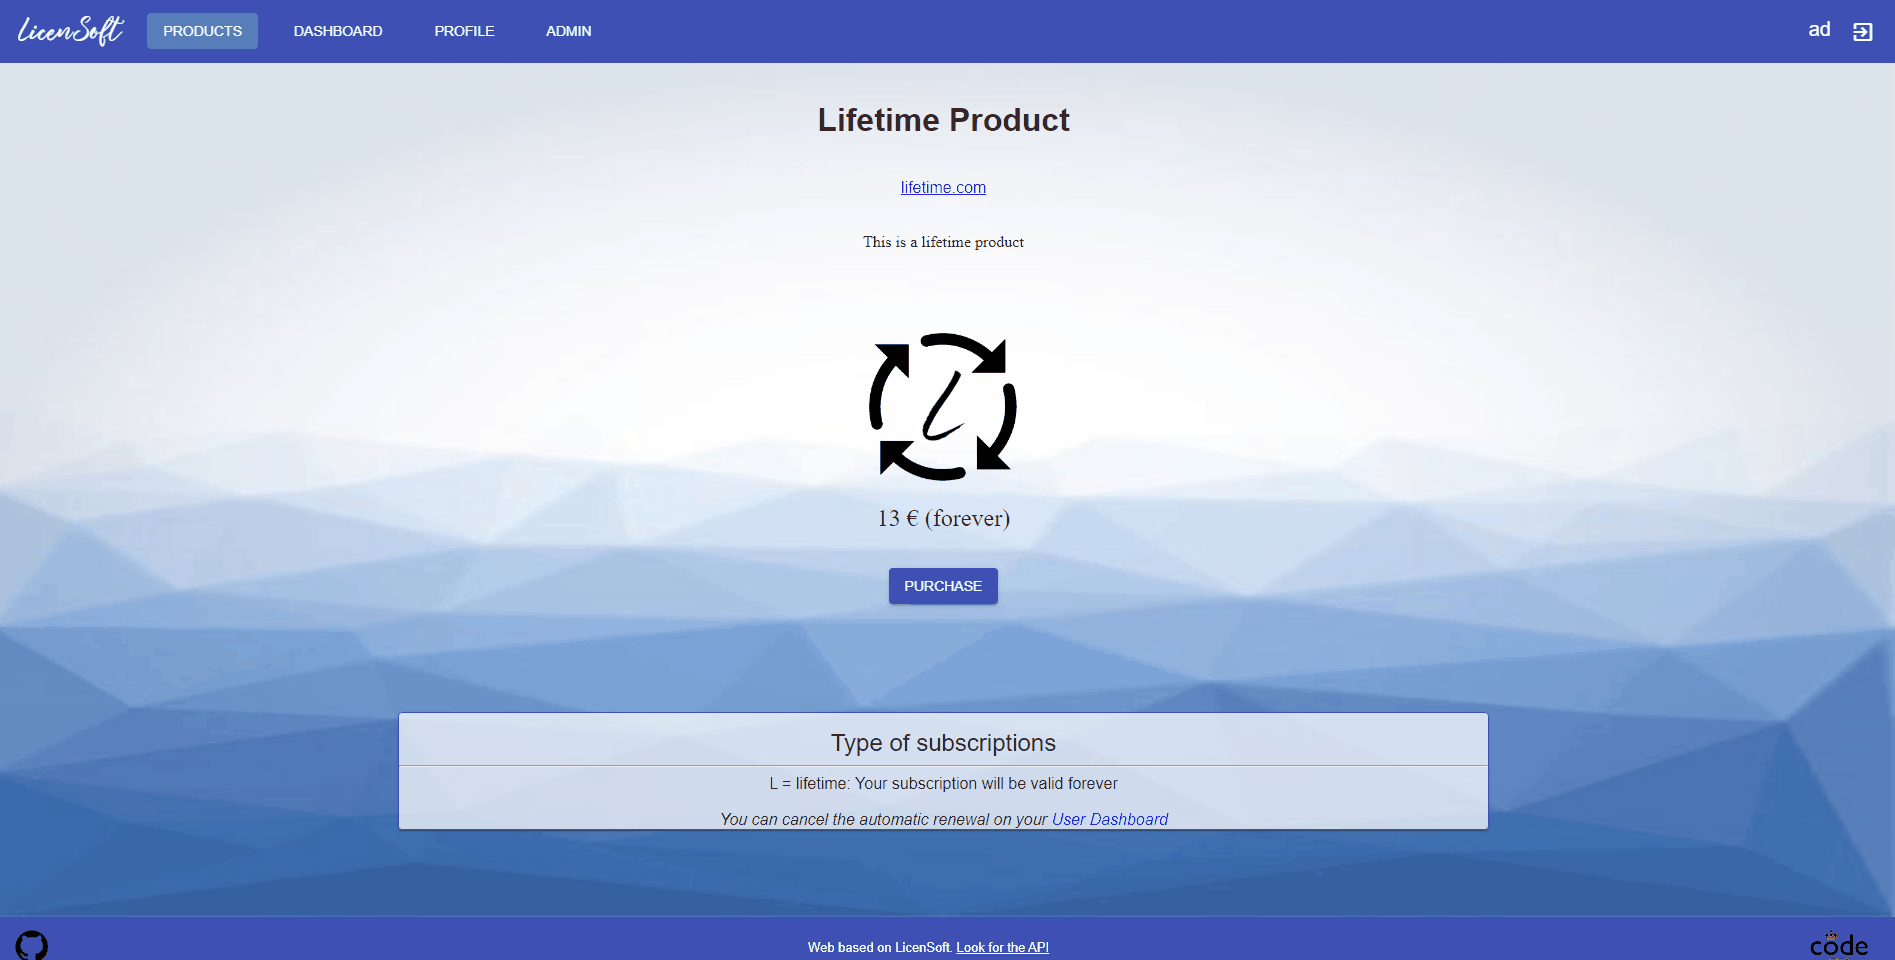 LicenSoft PRODUCTS DASHBOARD PROFILE ADMIN ad
Lifetime Product
lifetime.com
This is a lifetime product
L
13 € (forever)
PURCHASE
Type of subscriptions
L = lifetime: Your subscription will be valid forever
You can cancel the automatic renewal on your User Dashboard
Web based on LicenSoft. Look for the API
code